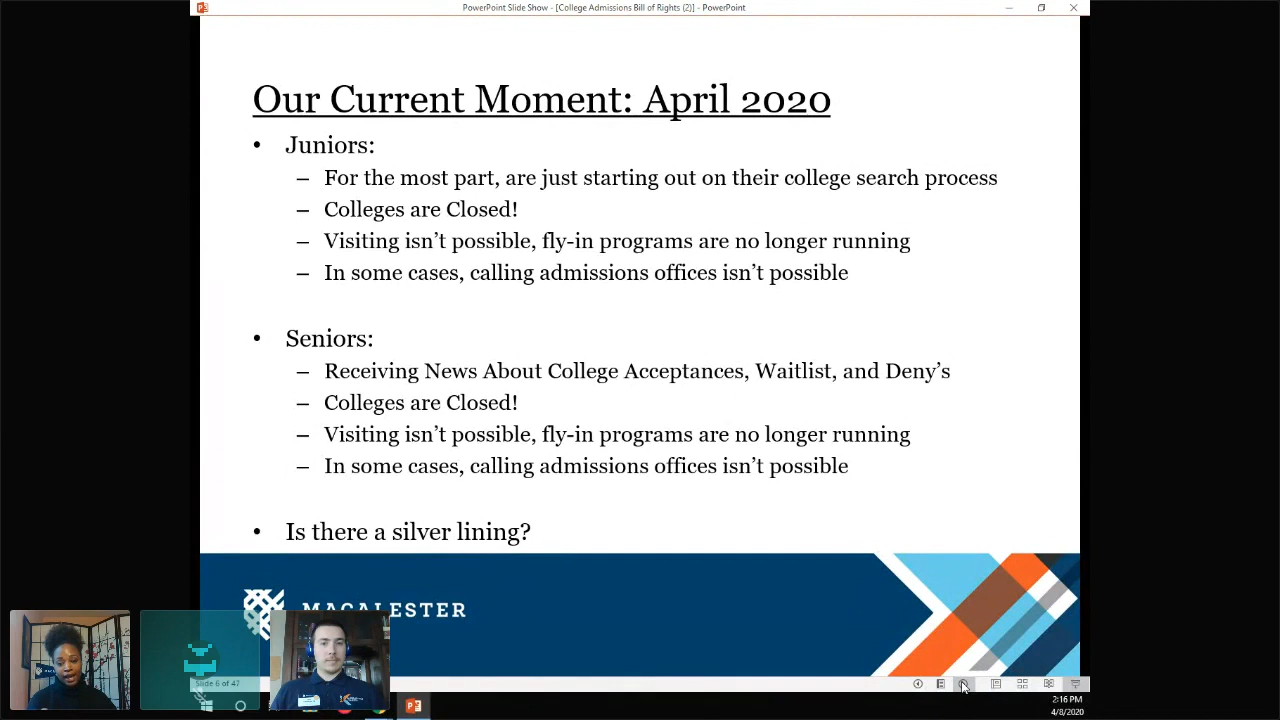 PowerPoint Slide Show - [College Admissions Bill of Rights (2)] - PowerPoint
Our Current Moment: April 2020
• Juniors:
– For the most part, are just starting out on their college search process
– Colleges are Closed!
– Visiting isn't possible, fly-in programs are no longer running
– In some cases, calling admissions offices isn't possible
• Seniors:
– Receiving News About College Acceptances, Waitlist, and Deny's
– Colleges are Closed!
– Visiting isn't possible, fly-in programs are no longer running
– In some cases, calling admissions offices isn't possible
• Is there a silver lining?
MACALESTER
Slide 6 of 47
2:16 PM
4/8/2020